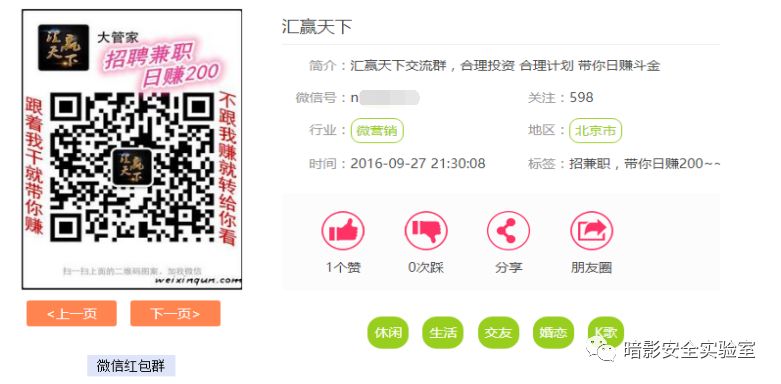 汇赢天下
大管家
招聘兼职
日赚200
跟着我干就带你赚
不跟我赚就转给你看
汇赢天下
扫一扫上面的二维码图案，加我微信
weixinqun.com
<上一页
下一页>
微信红包群
汇赢天下
简介：汇赢天下交流群，合理投资 合理计划 带你日赚斗金
微信号：n
关注：598
行业：微营销
地区：北京市
时间：2016-09-27 21:30:08
标签：招兼职，带你日赚200~~
1个赞
0次踩
分享
朋友圈
休闲
生活
交友
婚恋
K歌
暗影安全实验室